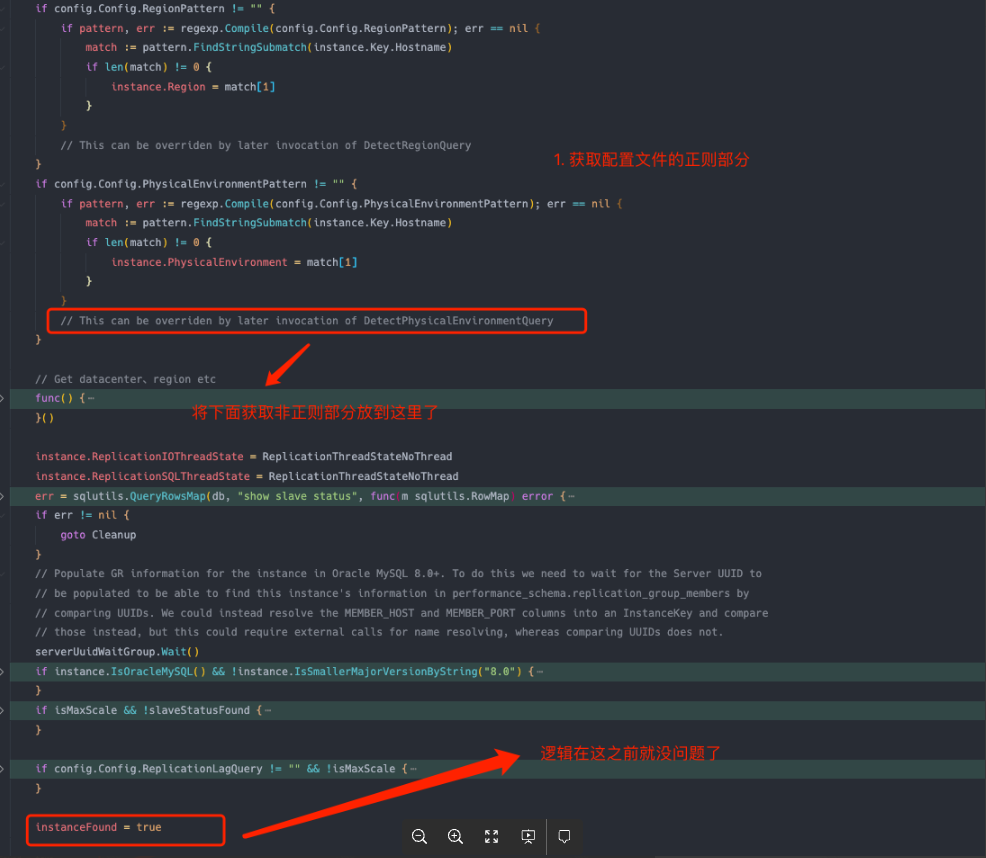 if config.Config.RegionPattern != "" {
if pattern, err := regexp.Compile(config.Config.RegionPattern); err == nil {
match := pattern.FindStringSubmatch(instance.Key.Hostname)
if len(match) != 0 {
instance.Region = match[1]
}
}
// This can be overriden by later invocation of DetectRegionQuery
1. 获取配置文件的正则部分
}
if config.Config.PhysicalEnvironmentPattern != "" {
if pattern, err := regexp.Compile(config.Config.PhysicalEnvironmentPattern); err == nil {
match := pattern.FindStringSubmatch(instance.Key.Hostname)
if len(match) != 0 {
instance.PhysicalEnvironment = match[1]
}
}
// This can be overriden by later invocation of DetectPhysicalEnvironmentQuery
}
// Get datacenter、region etc
func() {⋯
将下面获取非正则部分放到这里了
}()
instance.ReplicationIOThreadState = ReplicationThreadStateNoThread
instance.ReplicationSQLThreadState = ReplicationThreadStateNoThread
err = sqlutils.QueryRowsMap(db, "show slave status", func(m sqlutils.RowMap) error {⋯
if err != nil {
goto Cleanup
}
// Populate GR information for the instance in Oracle MySQL 8.0+. To do this we need to wait for the Server UUID to
// be populated to be able to find this instance's information in performance_schema.replication_group_members by
// comparing UUIDs. We could instead resolve the MEMBER_HOST and MEMBER_PORT columns into an InstanceKey and compare
// those instead, but this could require external calls for name resolving, whereas comparing UUIDs does not.
serverUuidWaitGroup.Wait()
if instance.IsOracleMySQL() && !instance.IsSmallerMajorVersionByString("8.0") {⋯
}
if isMaxScale && !slaveStatusFound {⋯
}
逻辑在这之前就没问题了
if config.Config.ReplicationLagQuery != "" && !isMaxScale {⋯
}
instanceFound = true